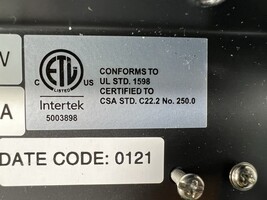 V
C ETL US
LISTED
Intertek
5003898
CONFORMS TO
UL STD. 1598
CERTIFIED TO
CSA STD. C22.2 No. 250.0
A
DATE CODE: 0121